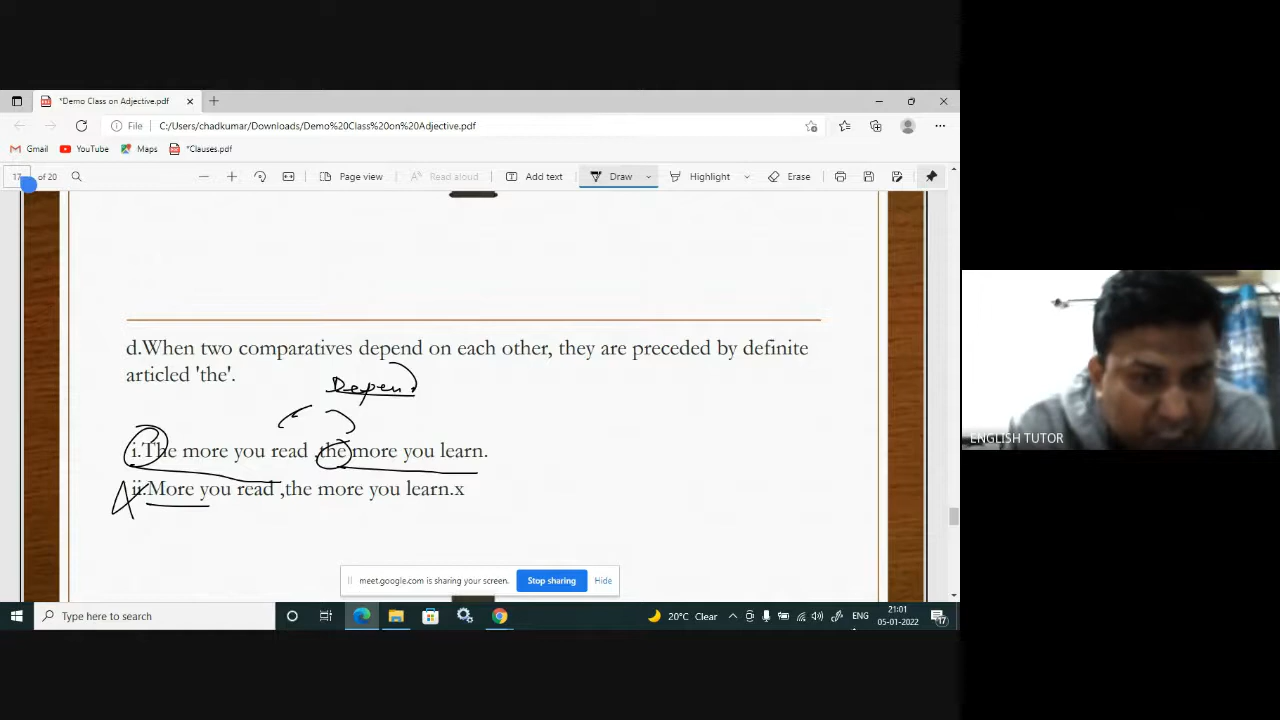 *Demo Class on Adjective.pdf
File C:/Users/chadkumar/Downloads/Demo%20Class%20on%20Adjective.pdf
Gmail YouTube Maps *Clauses.pdf
17 of 20 Page view Read aloud Add text Draw Highlight Erase
d.When two comparatives depend on each other, they are preceded by definite
articled 'the'.
Depen
i.The more you read ,the more you learn.
ii.More you read ,the more you learn.x
ENGLISH TUTOR
meet.google.com is sharing your screen. Stop sharing Hide
Type here to search 20°C Clear ENG 21:01 05-01-2022 17